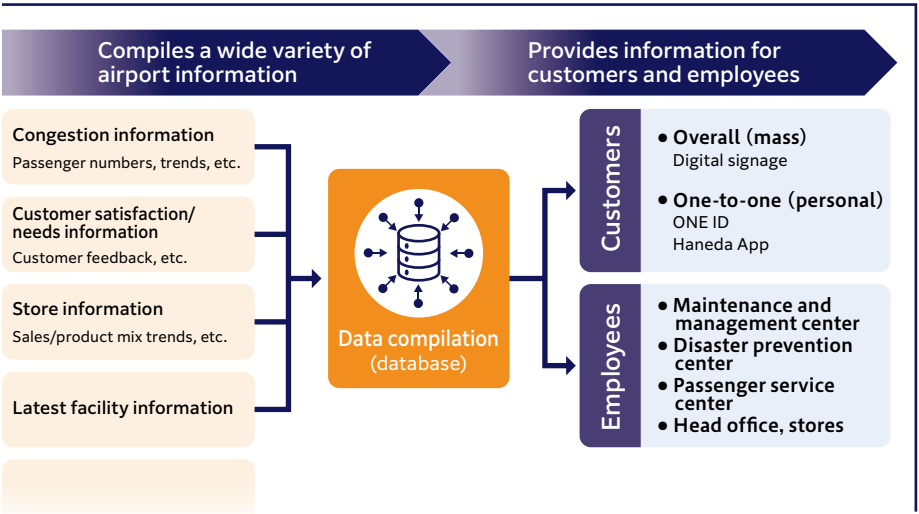 Compiles a wide variety of
airport information
Provides information for
customers and employees
Congestion information
Passenger numbers, trends, etc.
Customer satisfaction/
needs information
Customer feedback, etc.
Store information
Sales/product mix trends, etc.
Latest facility information
Data compilation
(database)
Customers
● Overall (mass)
Digital signage
● One-to-one (personal)
ONE ID
Haneda App
Employees
● Maintenance and
management center
● Disaster prevention
center
● Passenger service
center
● Head office, stores